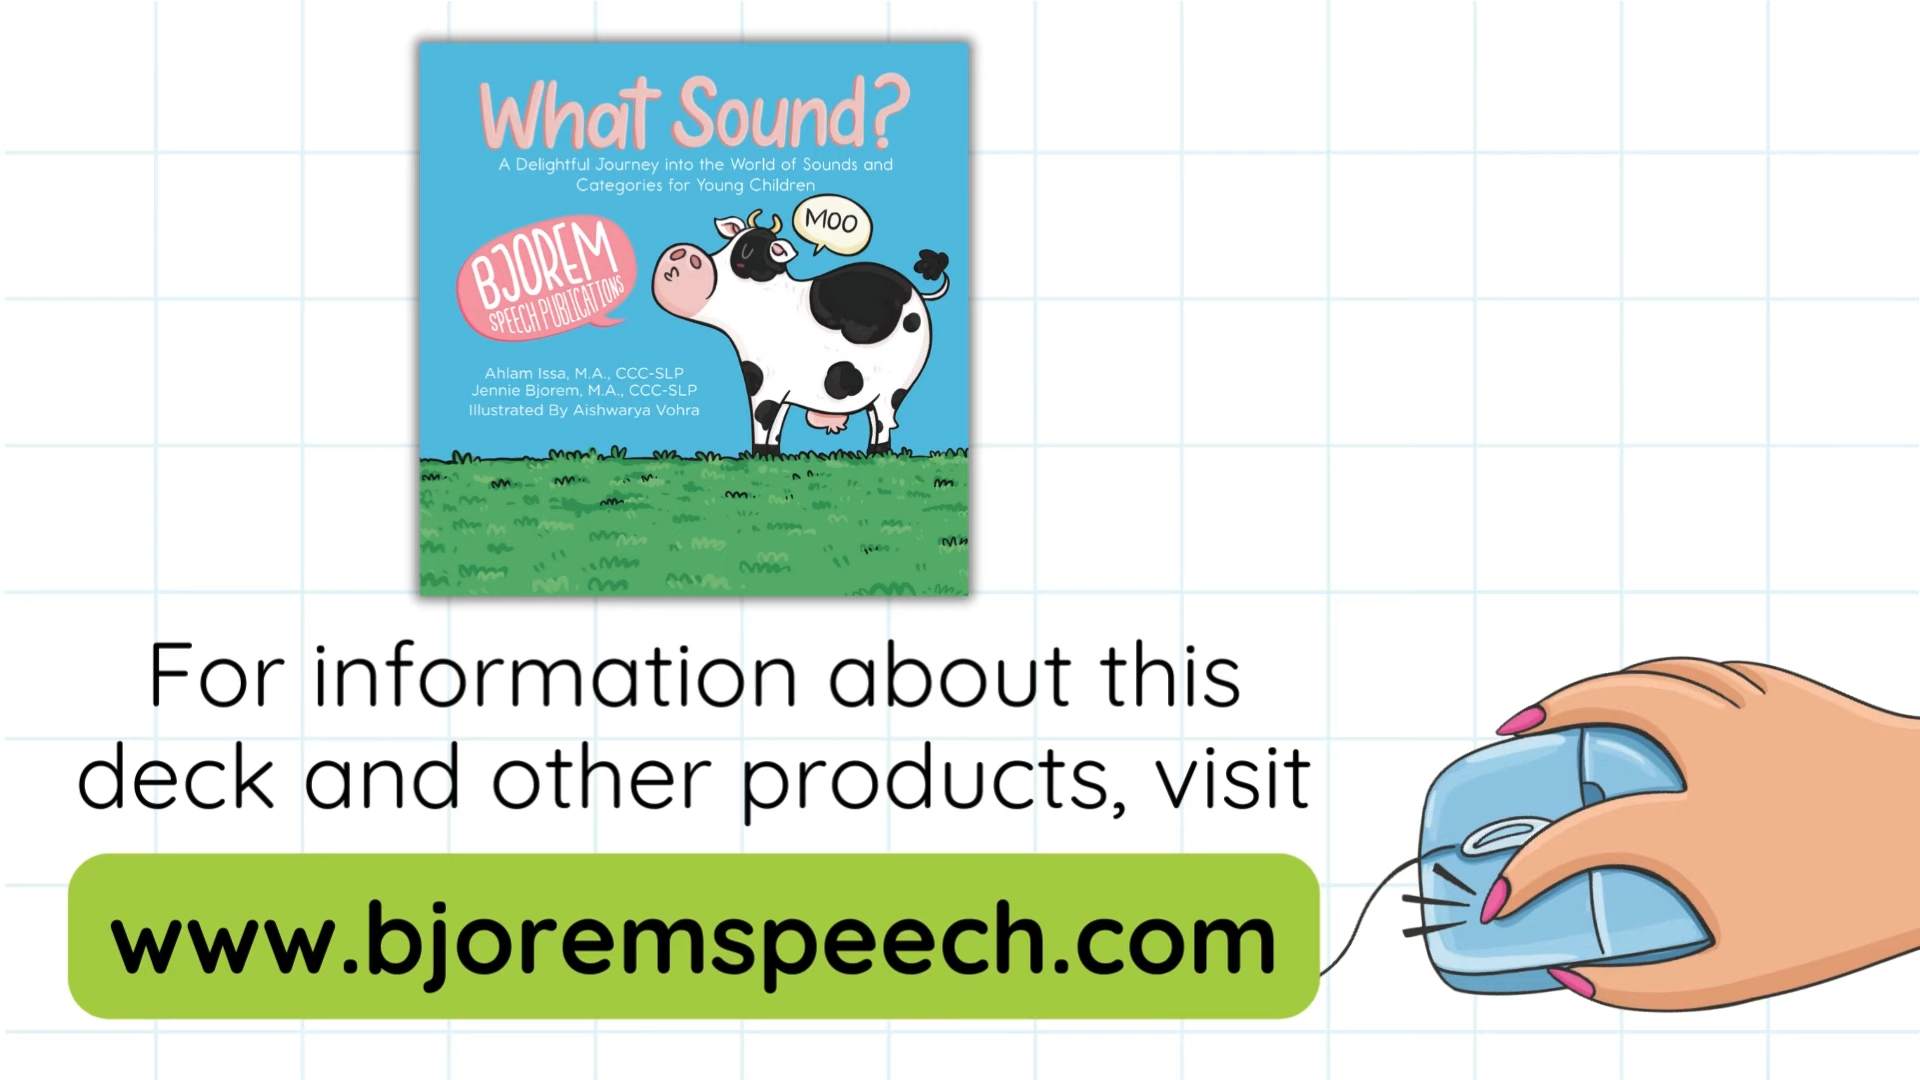 What Sound?
A Delightful Journey into the World of Sounds and
Categories for Young Children
MOO
BJOREM
SPEECH PUBLICATIONS
Ahlam Issa, M.A., CCC-SLP
Jennie Bjorem, M.A., CCC-SLP
Illustrated By Aishwarya Vohra
For information about this
deck and other products, visit
www.bjoremspeech.com